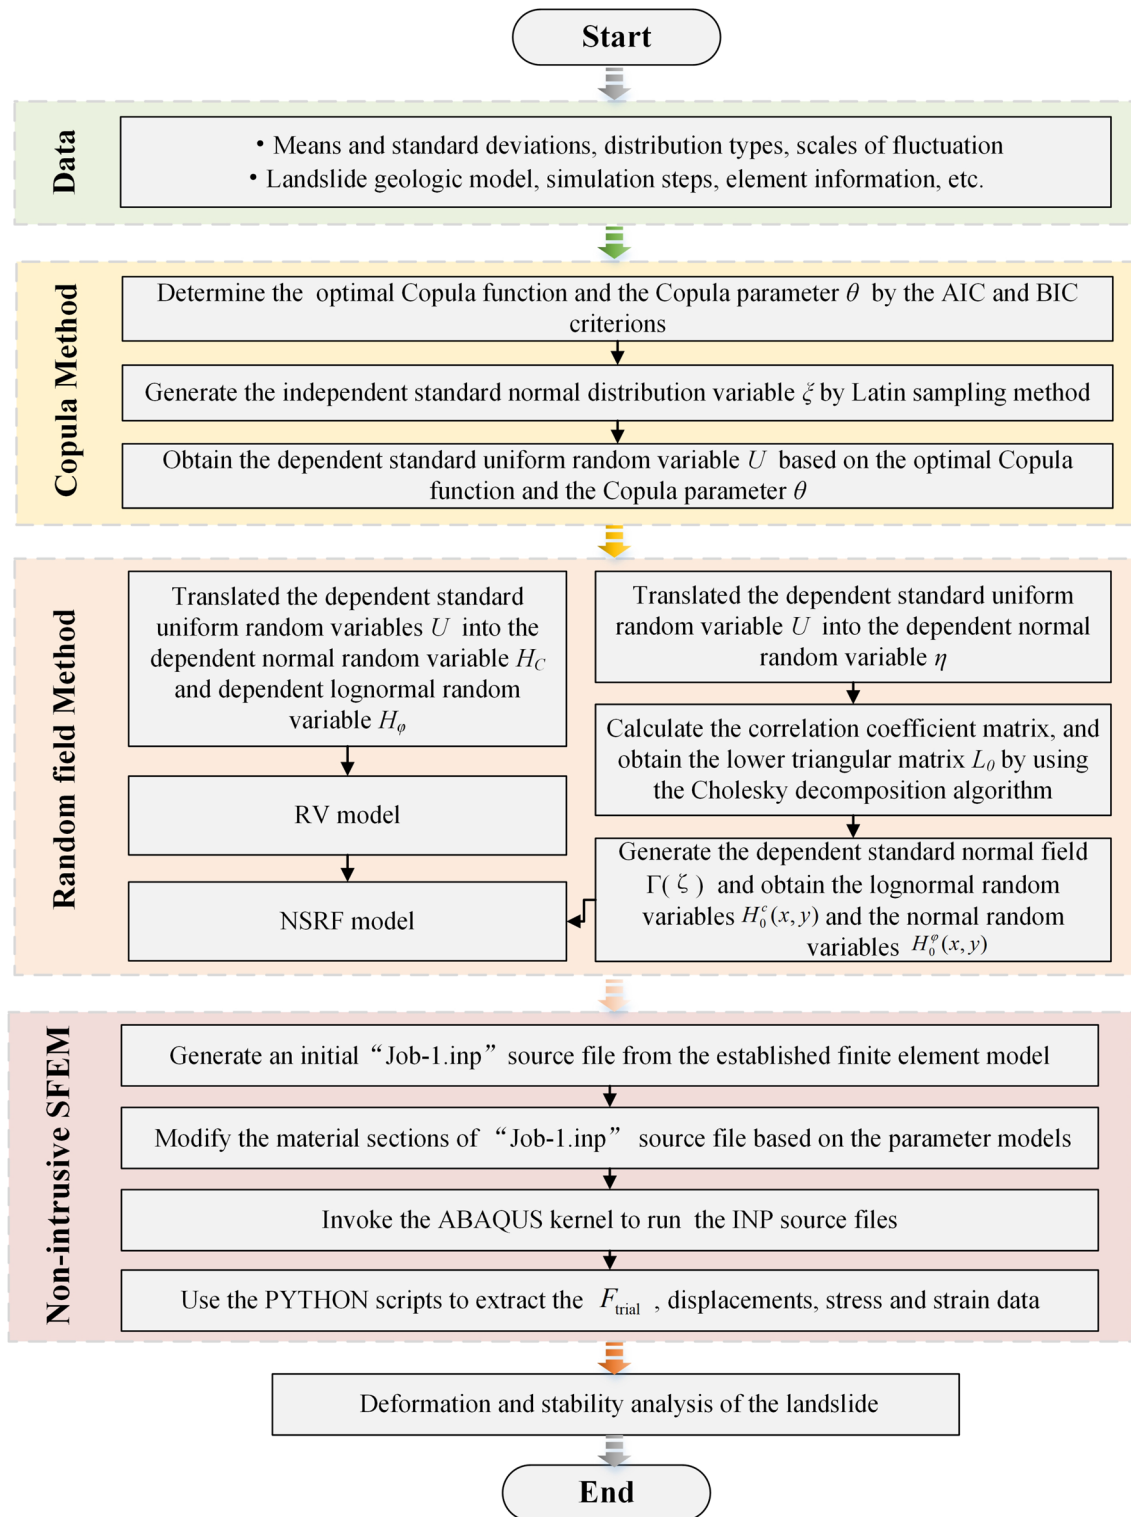 Start
Data
• Means and standard deviations, distribution types, scales of fluctuation
• Landslide geologic model, simulation steps, element information, etc.
Copula Method
Determine the optimal Copula function and the Copula parameter θ by the AIC and BIC
criterions
Generate the independent standard normal distribution variable ξ by Latin sampling method
Obtain the dependent standard uniform random variable U based on the optimal Copula
function and the Copula parameter θ
Random field Method
Translated the dependent standard
uniform random variables U into the
dependent normal random variable H_C
and dependent lognormal random
variable H_φ
RV model
NSRF model
Translated the dependent standard uniform
random variable U into the dependent normal
random variable η
Calculate the correlation coefficient matrix, and
obtain the lower triangular matrix L_0 by using
the Cholesky decomposition algorithm
Generate the dependent standard normal field
Γ( ζ ) and obtain the lognormal random
variables H_0^c(x, y) and the normal random
variables H_0^φ(x, y)
Non-intrusive SFEM
Generate an initial “Job-1.inp” source file from the established finite element model
Modify the material sections of “Job-1.inp” source file based on the parameter models
Invoke the ABAQUS kernel to run the INP source files
Use the PYTHON scripts to extract the F_trial , displacements, stress and strain data
Deformation and stability analysis of the landslide
End